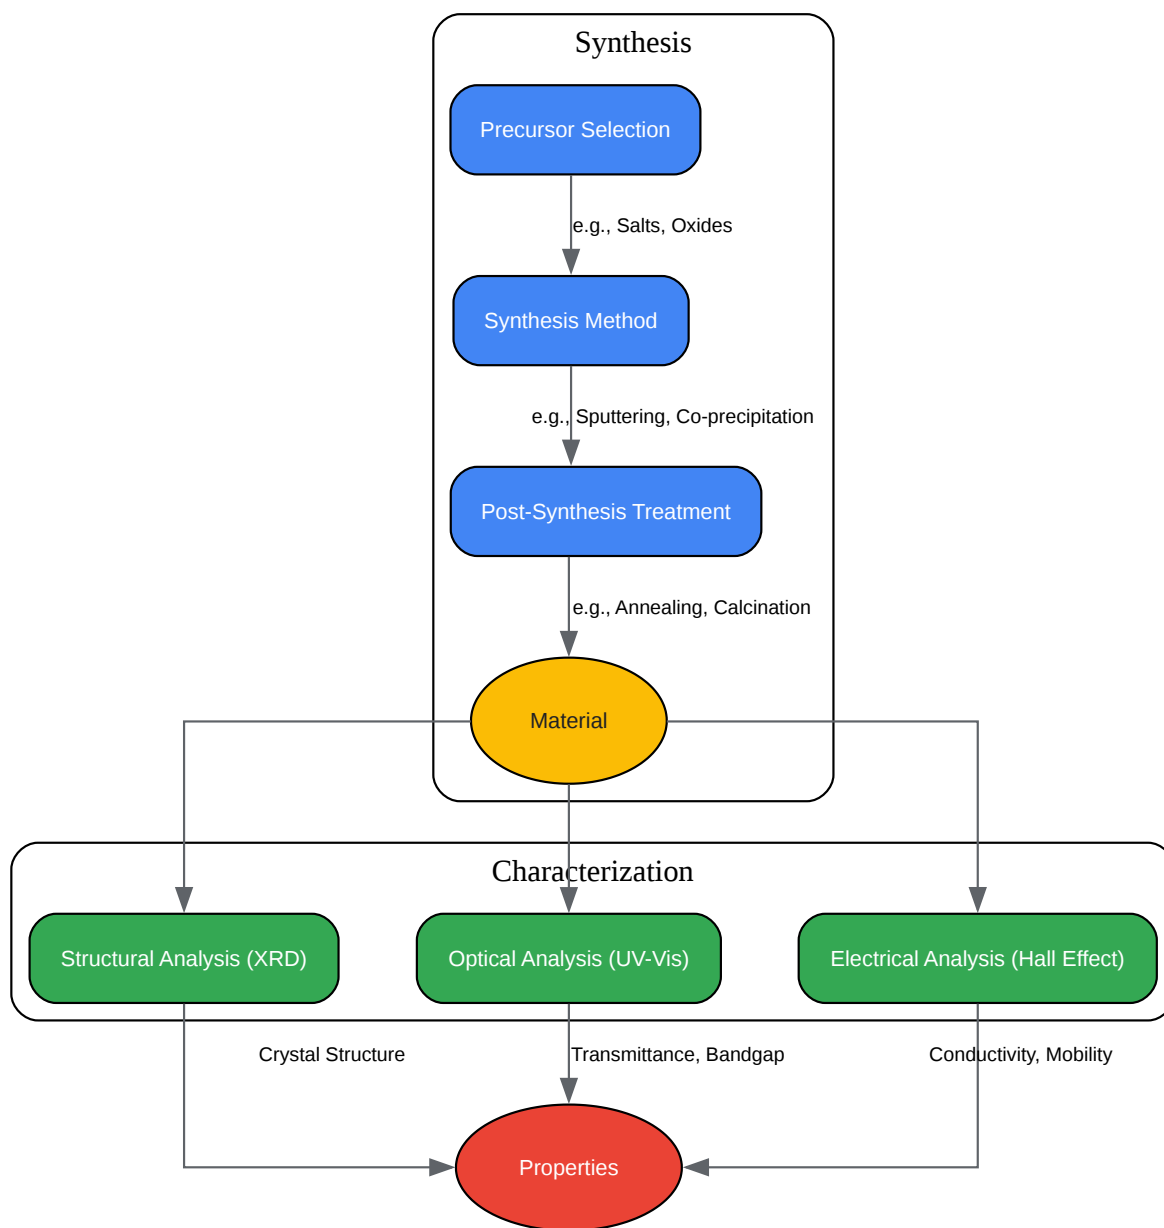 Synthesis
Precursor Selection
e.g., Salts, Oxides
Synthesis Method
e.g., Sputtering, Co-precipitation
Post-Synthesis Treatment
e.g., Annealing, Calcination
Material
Characterization
Structural Analysis (XRD)
Optical Analysis (UV-Vis)
Electrical Analysis (Hall Effect)
Crystal Structure
Transmittance, Bandgap
Conductivity, Mobility
Properties